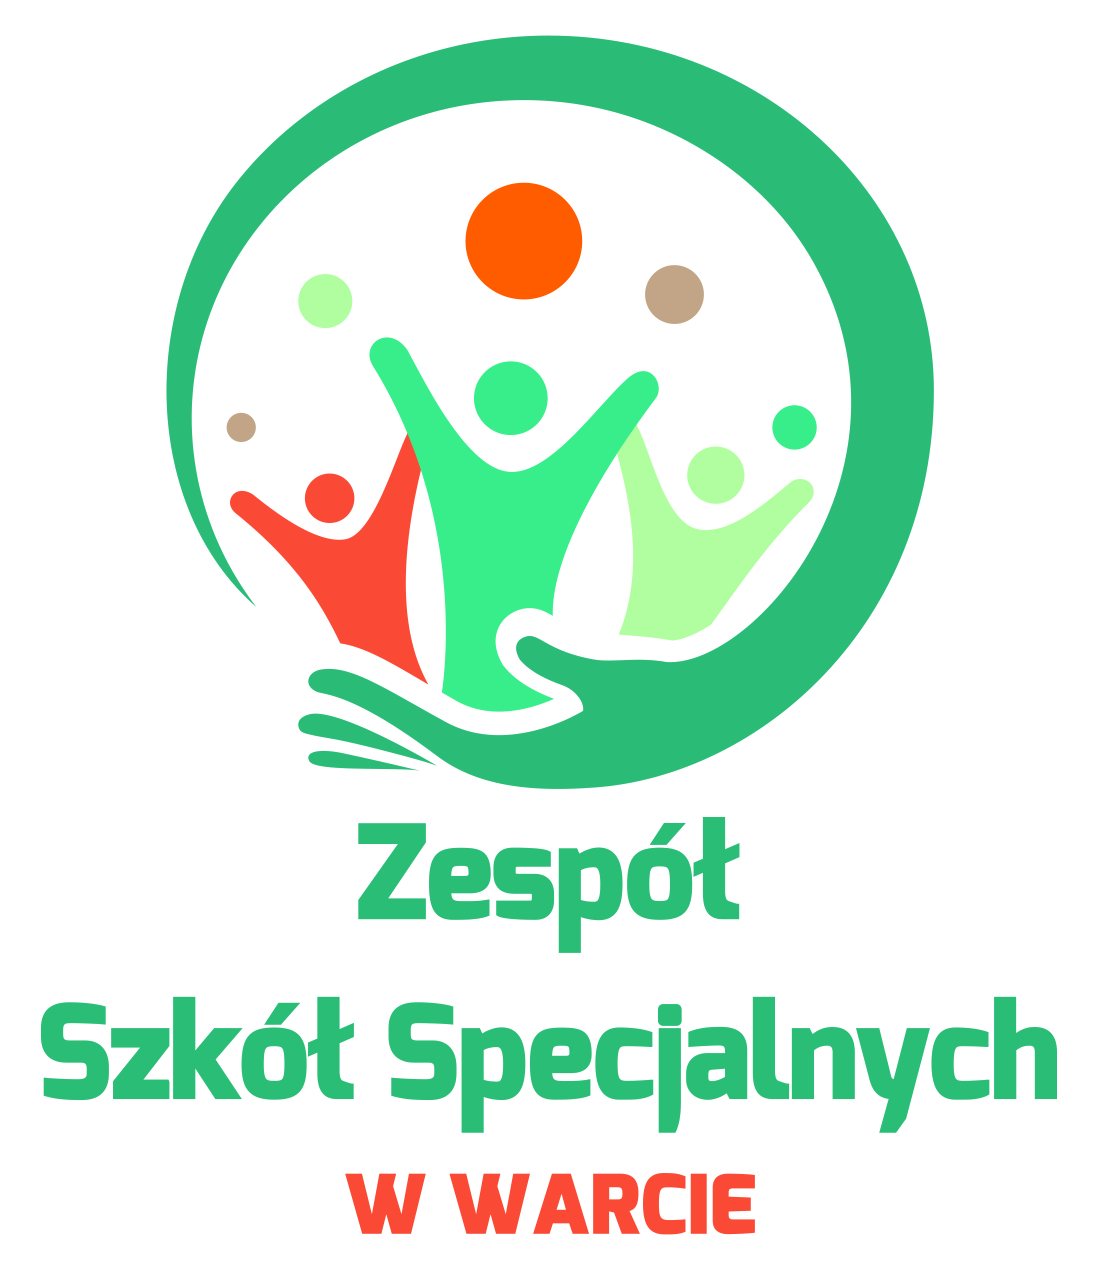 Zespół
Szkół Specjalnych
W WARCIE